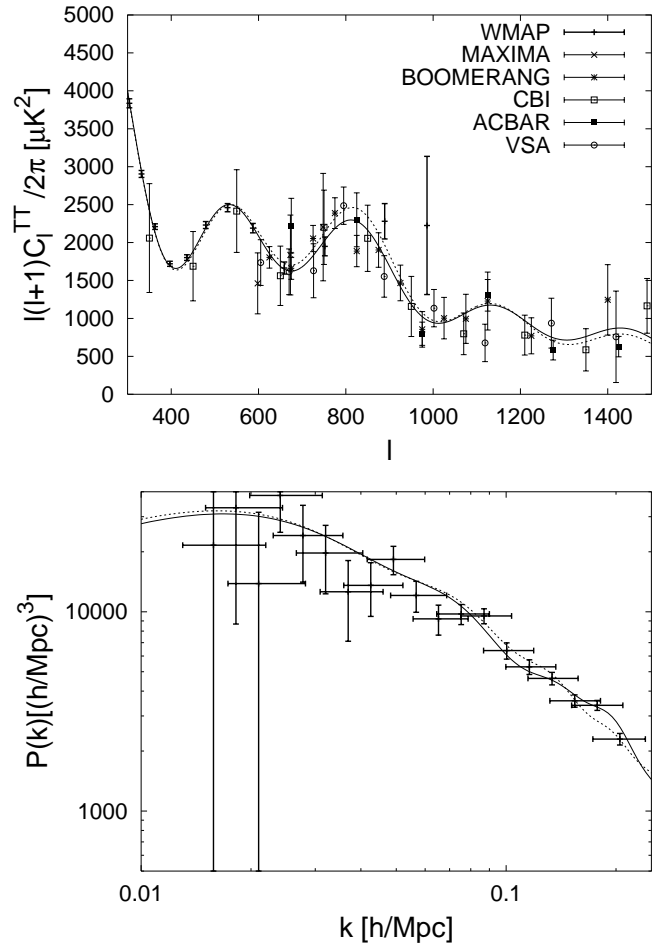 l(l+1)C_l^TT/2π [μK²]
5000
4500
4000
3500
3000
2500
2000
1500
1000
500
0
WMAP
MAXIMA
BOOMERANG
CBI
ACBAR
VSA
400 600 800 1000 1200 1400
l
P(k)[(h/Mpc)³]
10000
1000
0.01 0.1
k [h/Mpc]